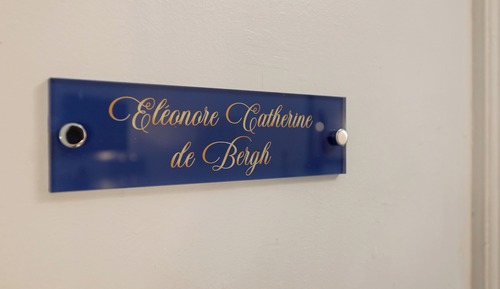 Eléonore Catherine
de Bergh